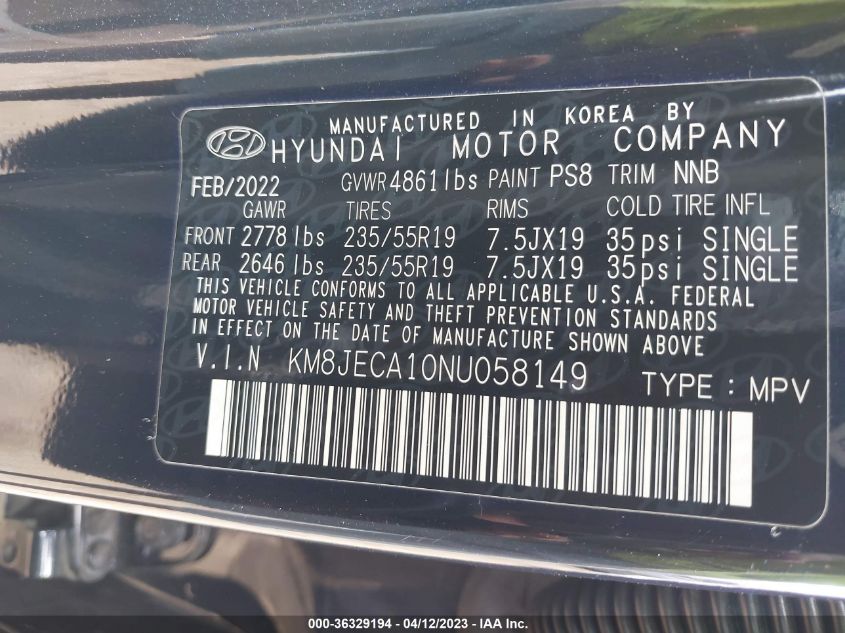 MANUFACTURED IN KOREA BY
HYUNDAI MOTOR COMPANY
FEB/2022 GVWR 4861lbs PAINT PS8 TRIM NNB
GAWR TIRES RIMS COLD TIRE INFL
FRONT 2778 lbs 235/55R19 7.5JX19 35psi SINGLE
REAR 2646 lbs 235/55R19 7.5JX19 35psi SINGLE
THIS VEHICLE CONFORMS TO ALL APPLICABLE U.S.A. FEDERAL
MOTOR VEHICLE SAFETY AND THEFT PREVENTION STANDARDS
IN EFFECT ON THE DATE OF MANUFACTURE SHOWN ABOVE.
V.I.N KM8JECA10NU058149 TYPE : MPV
000-36329194 - 04/12/2023 - IAA Inc.